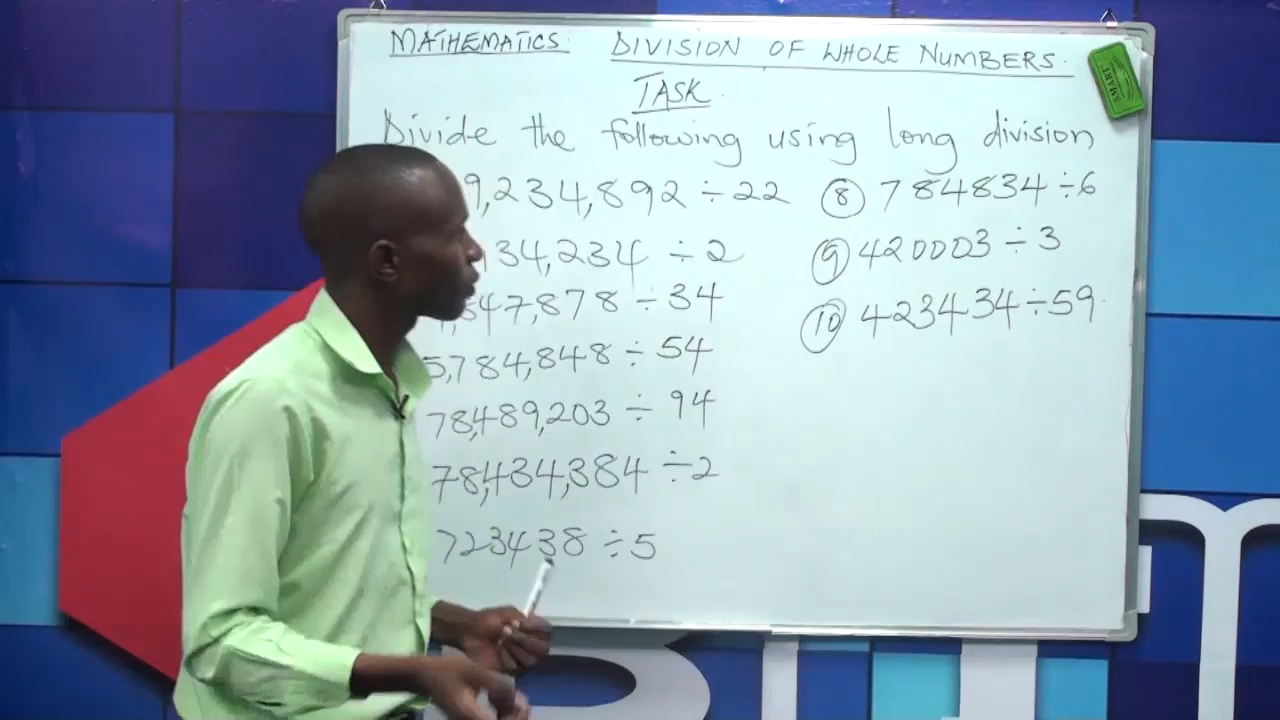 MATHEMATICS. DIVISION OF WHOLE NUMBERS.
TASK.
Divide the following using long division
9,234,892 ÷ 22
34,234 ÷ 2
47,878 ÷ 34
5,784,848 ÷ 54
78,489,203 ÷ 94
78,434,384 ÷ 2
723438 ÷ 5
⑧ 784834 ÷ 6
⑨ 420003 ÷ 3
⑩ 423434 ÷ 59
SMART